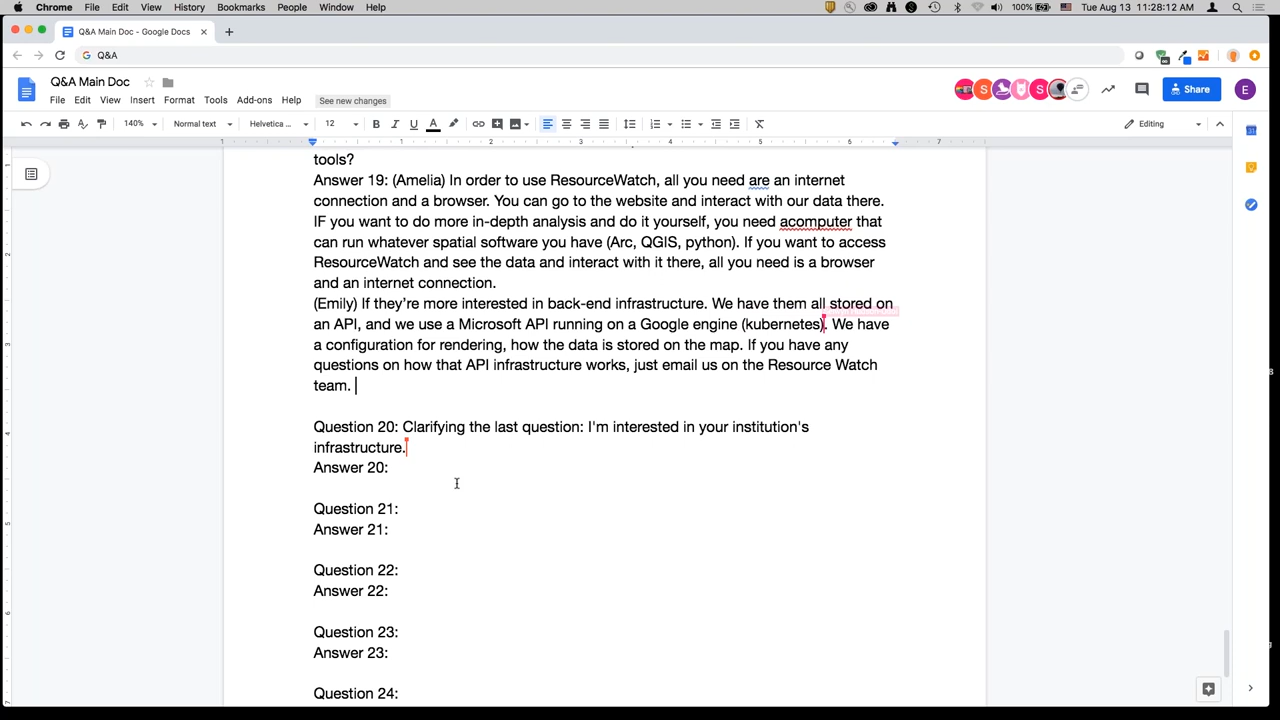 Chrome File Edit View History Bookmarks People Window Help 100% Tue Aug 13 11:28:12 AM
Q&A Main Doc - Google Docs
Q&A
Q&A Main Doc
File Edit View Insert Format Tools Add-ons Help See new changes
S S Share E
140% Normal text Helvetica ... 12 B I U A Editing
1 1 2 3 4 5 6 7
tools?
Answer 19: (Amelia) In order to use ResourceWatch, all you need are an internet
connection and a browser. You can go to the website and interact with our data there.
IF you want to do more in-depth analysis and do it yourself, you need acomputer that
can run whatever spatial software you have (Arc, QGIS, python). If you want to access
ResourceWatch and see the data and interact with it there, all you need is a browser
and an internet connection.
(Emily) If they're more interested in back-end infrastructure. We have them all stored on
an API, and we use a Microsoft API running on a Google engine (kubernetes). We have
a configuration for rendering, how the data is stored on the map. If you have any
questions on how that API infrastructure works, just email us on the Resource Watch
team.
Question 20: Clarifying the last question: I'm interested in your institution's
infrastructure.
Answer 20:
Question 21:
Answer 21:
Question 22:
Answer 22:
Question 23:
Answer 23:
Question 24: